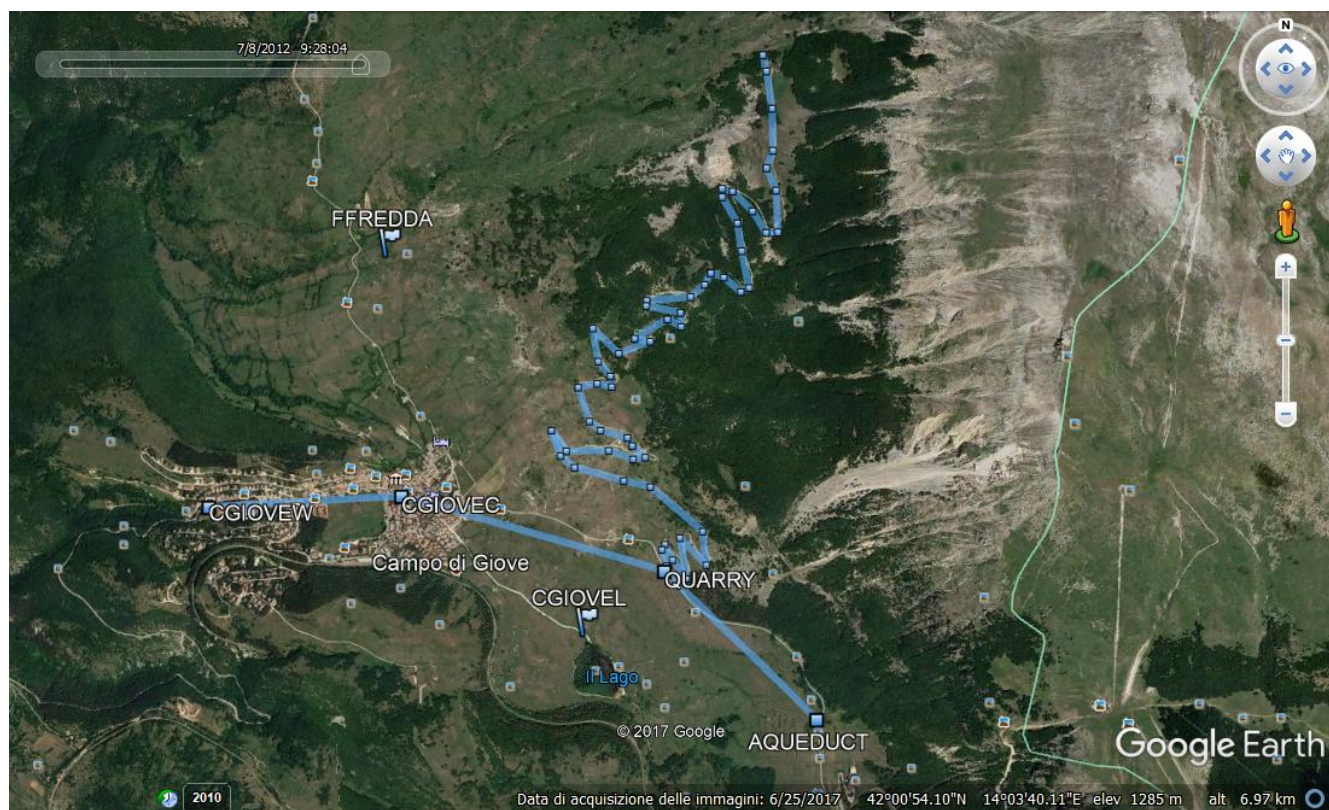 N
7/8/2012 9:28:04
FFREDDA
CGIOVEW
CGIOVEC
Campo di Giove
QUARRY
CGIOVEL
Il Lago
© 2017 Google
AQUEDUCT
Google Earth
2010
Data di acquisizione delle immagini: 6/25/2017 42°00'54.10"N 14°03'40.11"E elev 1285 m alt 6.97 km